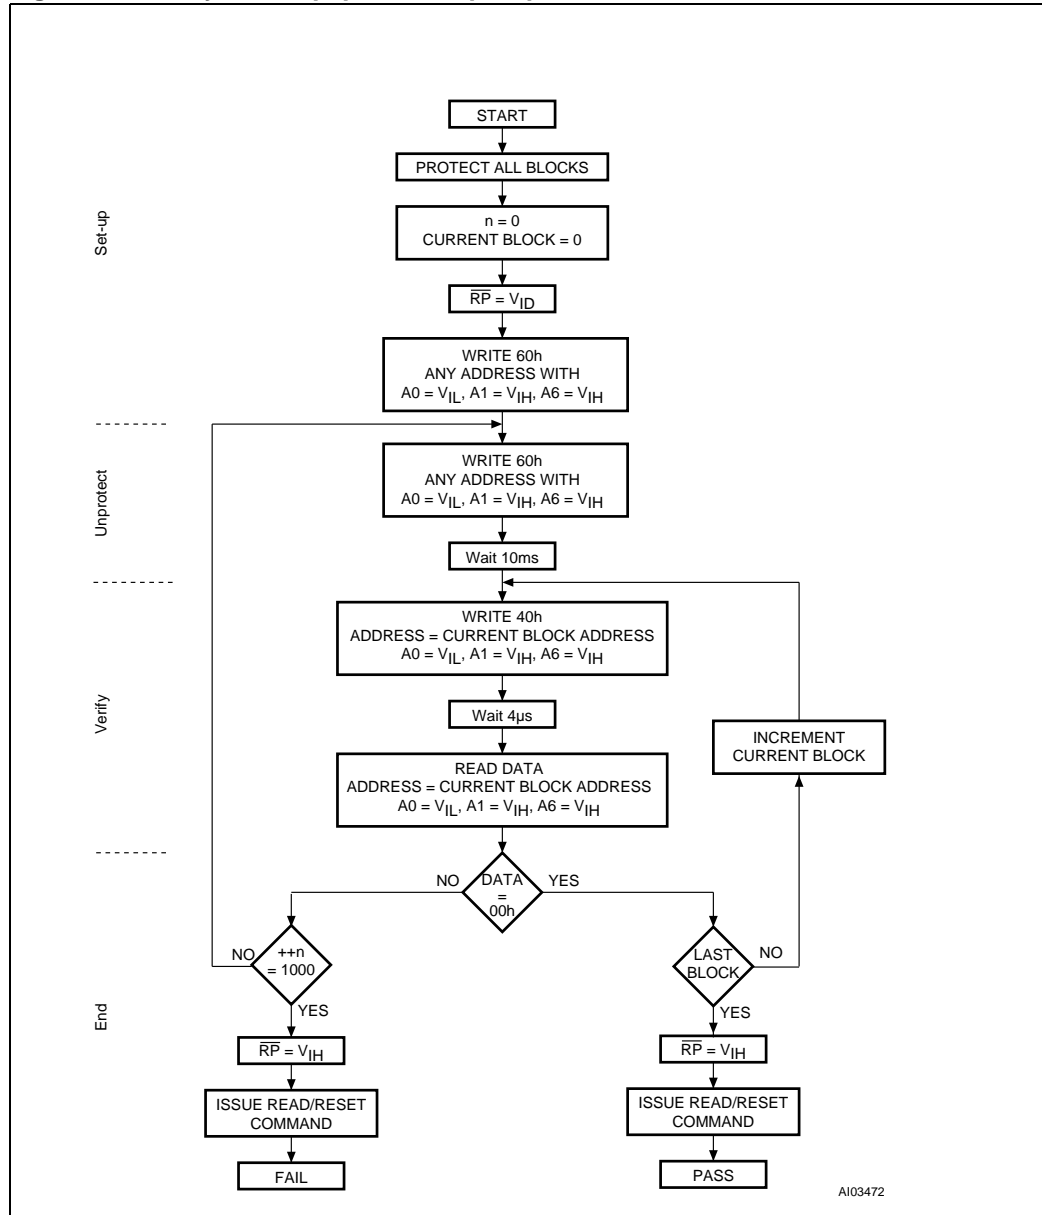 START
PROTECT ALL BLOCKS
n = 0
CURRENT BLOCK = 0
Set-up
RP = VID
WRITE 60h
ANY ADDRESS WITH
A0 = VIL, A1 = VIH, A6 = VIH
Unprotect
WRITE 60h
ANY ADDRESS WITH
A0 = VIL, A1 = VIH, A6 = VIH
Wait 10ms
Verify
WRITE 40h
ADDRESS = CURRENT BLOCK ADDRESS
A0 = VIL, A1 = VIH, A6 = VIH
Wait 4µs
INCREMENT
CURRENT BLOCK
READ DATA
ADDRESS = CURRENT BLOCK ADDRESS
A0 = VIL, A1 = VIH, A6 = VIH
NO
DATA
=
00h
YES
End
NO
++n
= 1000
YES
LAST
BLOCK
NO
YES
RP = VIH
RP = VIH
ISSUE READ/RESET
COMMAND
ISSUE READ/RESET
COMMAND
FAIL
PASS
AI03472